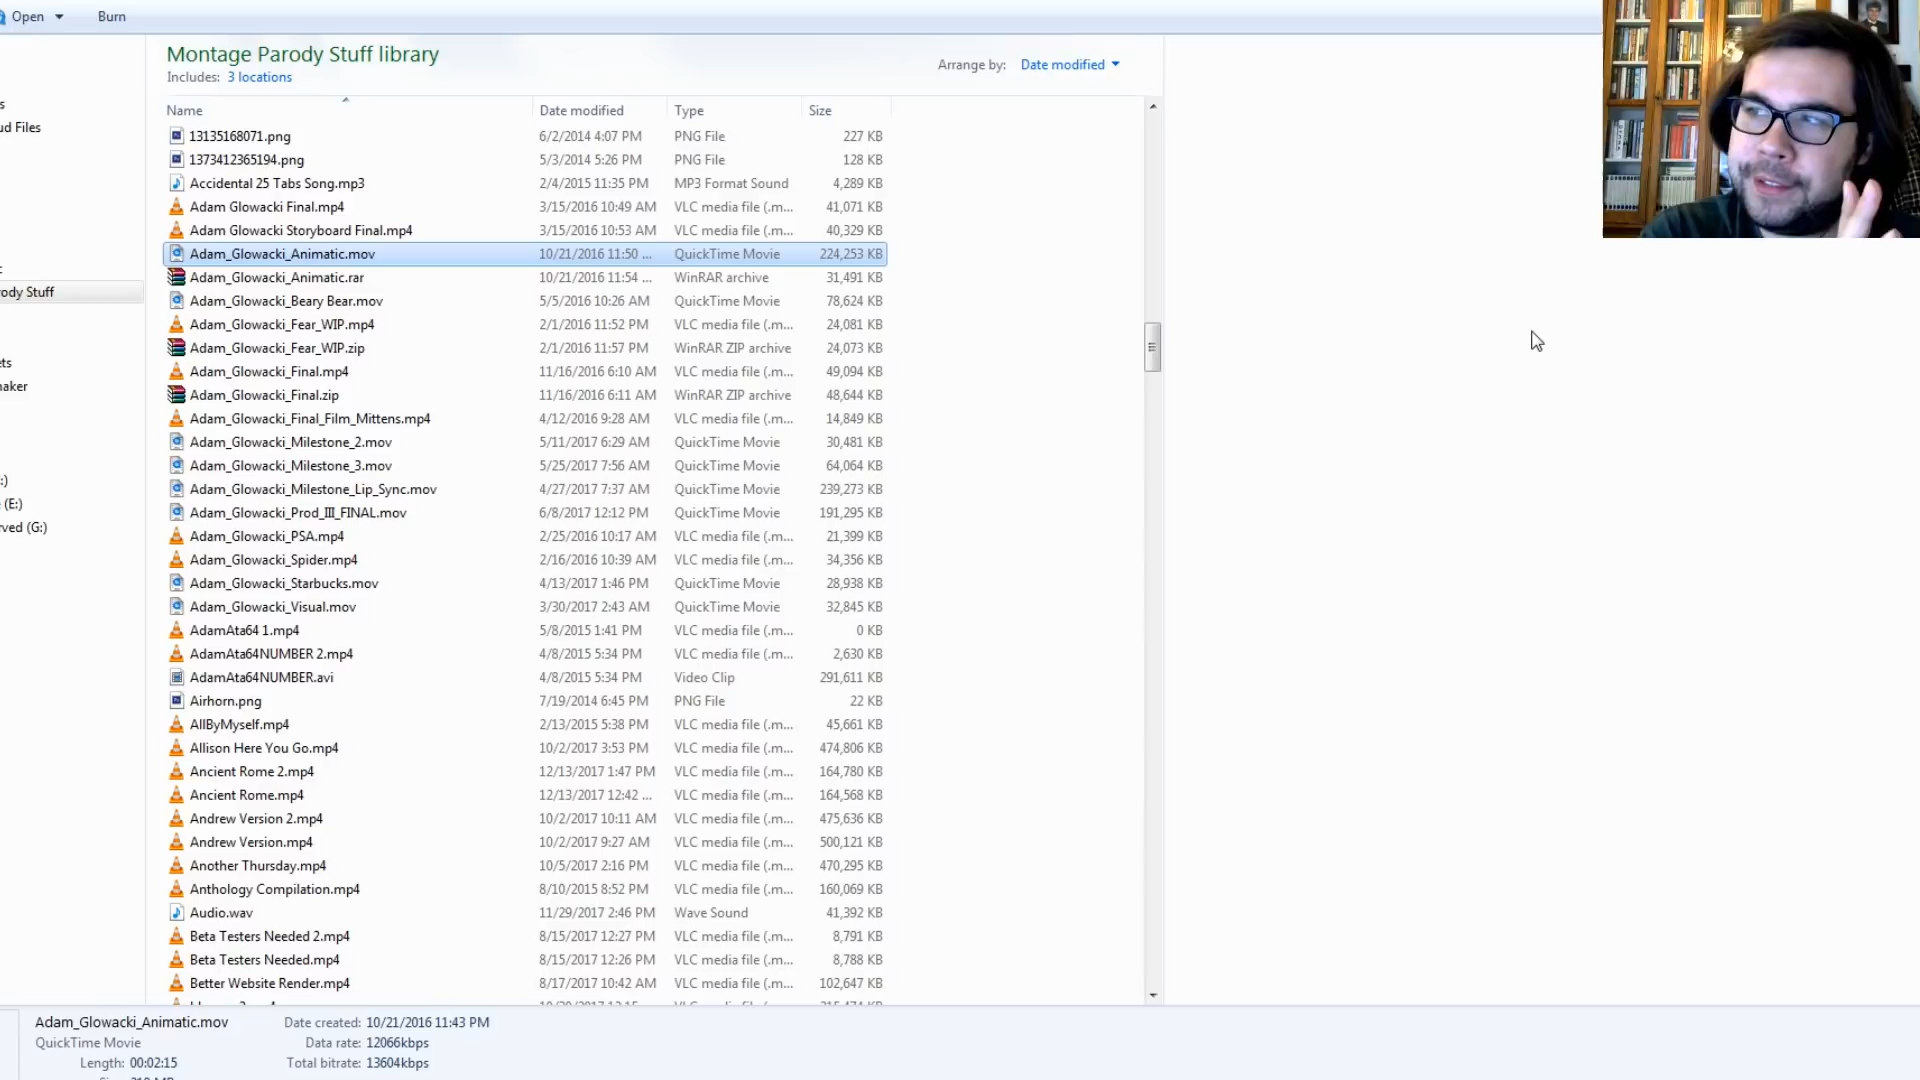 Open Burn
Montage Parody Stuff library
Includes: 3 locations
Arrange by: Date modified
s
ud Files
ody Stuff
ets
naker
:)
(E:)
rved (G:)
Name Date modified Type Size
13135168071.png 6/2/2014 4:07 PM PNG File 227 KB
1373412365194.png 5/3/2014 5:26 PM PNG File 128 KB
Accidental 25 Tabs Song.mp3 2/4/2015 11:35 PM MP3 Format Sound 4,289 KB
Adam Glowacki Final.mp4 3/15/2016 10:49 AM VLC media file (.m... 41,071 KB
Adam Glowacki Storyboard Final.mp4 3/15/2016 10:53 AM VLC media file (.m... 40,329 KB
Adam_Glowacki_Animatic.mov 10/21/2016 11:50 ... QuickTime Movie 224,253 KB
Adam_Glowacki_Animatic.rar 10/21/2016 11:54 ... WinRAR archive 31,491 KB
Adam_Glowacki_Beary Bear.mov 5/5/2016 10:26 AM QuickTime Movie 78,624 KB
Adam_Glowacki_Fear_WIP.mp4 2/1/2016 11:52 PM VLC media file (.m... 24,081 KB
Adam_Glowacki_Fear_WIP.zip 2/1/2016 11:57 PM WinRAR ZIP archive 24,073 KB
Adam_Glowacki_Final.mp4 11/16/2016 6:10 AM VLC media file (.m... 49,094 KB
Adam_Glowacki_Final.zip 11/16/2016 6:11 AM WinRAR ZIP archive 48,644 KB
Adam_Glowacki_Final_Film_Mittens.mp4 4/12/2016 9:28 AM VLC media file (.m... 14,849 KB
Adam_Glowacki_Milestone_2.mov 5/11/2017 6:29 AM QuickTime Movie 30,481 KB
Adam_Glowacki_Milestone_3.mov 5/25/2017 7:56 AM QuickTime Movie 64,064 KB
Adam_Glowacki_Milestone_Lip_Sync.mov 4/27/2017 7:37 AM QuickTime Movie 239,273 KB
Adam_Glowacki_Prod_III_FINAL.mov 6/8/2017 12:12 PM QuickTime Movie 191,295 KB
Adam_Glowacki_PSA.mp4 2/25/2016 10:17 AM VLC media file (.m... 21,399 KB
Adam_Glowacki_Spider.mp4 2/16/2016 10:39 AM VLC media file (.m... 34,356 KB
Adam_Glowacki_Starbucks.mov 4/13/2017 1:46 PM QuickTime Movie 28,938 KB
Adam_Glowacki_Visual.mov 3/30/2017 2:43 AM QuickTime Movie 32,845 KB
AdamAta64 1.mp4 5/8/2015 1:41 PM VLC media file (.m... 0 KB
AdamAta64NUMBER 2.mp4 4/8/2015 5:34 PM VLC media file (.m... 2,630 KB
AdamAta64NUMBER.avi 4/8/2015 5:34 PM Video Clip 291,611 KB
Airhorn.png 7/19/2014 6:45 PM PNG File 22 KB
AllByMyself.mp4 2/13/2015 5:38 PM VLC media file (.m... 45,661 KB
Allison Here You Go.mp4 10/2/2017 3:53 PM VLC media file (.m... 474,806 KB
Ancient Rome 2.mp4 12/13/2017 1:47 PM VLC media file (.m... 164,780 KB
Ancient Rome.mp4 12/13/2017 12:42 ... VLC media file (.m... 164,568 KB
Andrew Version 2.mp4 10/2/2017 10:11 AM VLC media file (.m... 475,636 KB
Andrew Version.mp4 10/2/2017 9:27 AM VLC media file (.m... 500,121 KB
Another Thursday.mp4 10/5/2017 2:16 PM VLC media file (.m... 470,295 KB
Anthology Compilation.mp4 8/10/2015 8:52 PM VLC media file (.m... 160,069 KB
Audio.wav 11/29/2017 2:46 PM Wave Sound 41,392 KB
Beta Testers Needed 2.mp4 8/15/2017 12:27 PM VLC media file (.m... 8,791 KB
Beta Testers Needed.mp4 8/15/2017 12:26 PM VLC media file (.m... 8,788 KB
Better Website Render.mp4 8/17/2017 10:42 AM VLC media file (.m... 102,647 KB
Adam_Glowacki_Animatic.mov Date created: 10/21/2016 11:43 PM
QuickTime Movie Data rate: 12066kbps
Length: 00:02:15 Total bitrate: 13604kbps